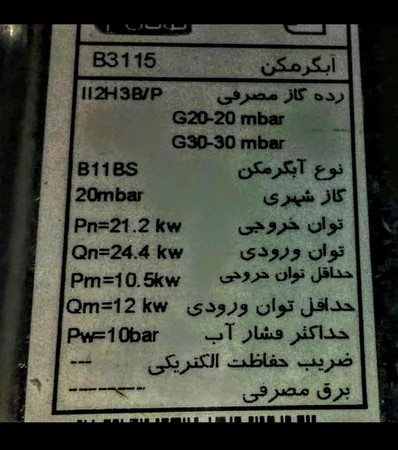 آبگرمکن B3115
رده گاز مصرفی II2H3B/P
G20-20 mbar
G30-30 mbar
نوع آبگرمکن B11BS
گاز شهری 20mbar
توان خروجی Pn=21.2 kw
توان ورودی Qn=24.4 kw
حداقل توان خروجی Pm=10.5kw
حداقل توان ورودی Qm=12 kw
حداکثر فشار آب Pw=10bar
ضریب حفاظت الکتریکی ---
برق مصرفی -------